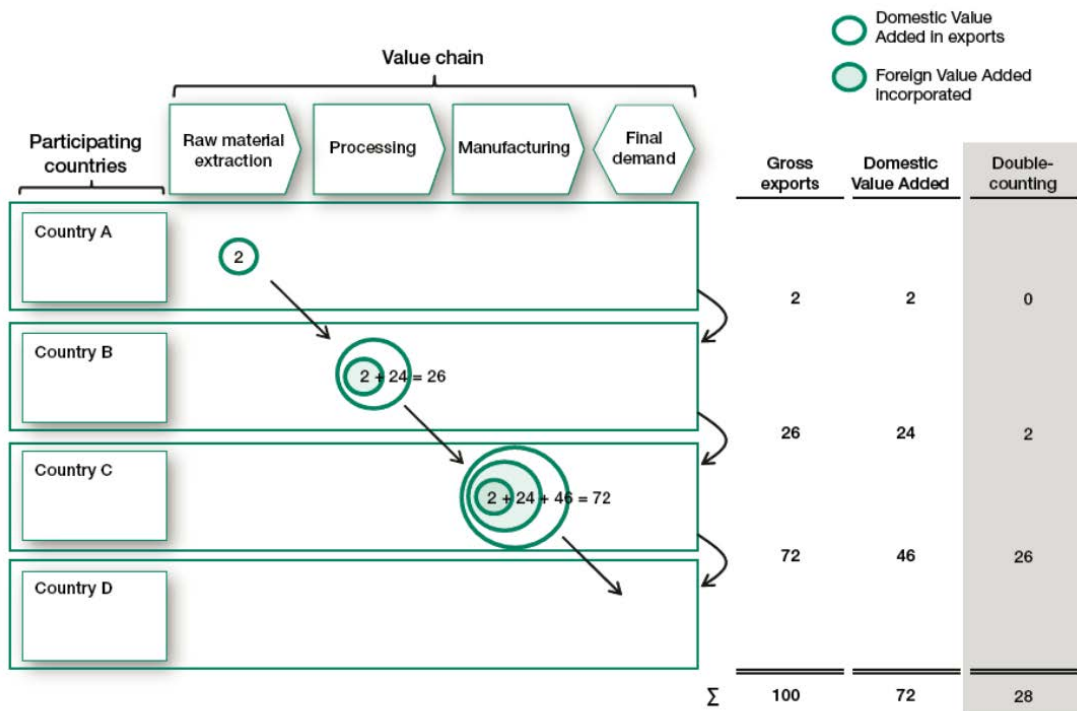 Domestic Value
Added in exports
Foreign Value Added
incorporated
Value chain
Participating
countries
Raw material
extraction
Processing
Manufacturing
Final
demand
Gross
exports
Domestic
Value Added
Double-
counting
Country A
2
2
2
0
Country B
2 + 24 = 26
26
24
2
Country C
2 + 24 + 46 = 72
72
46
26
Country D
Σ
100
72
28